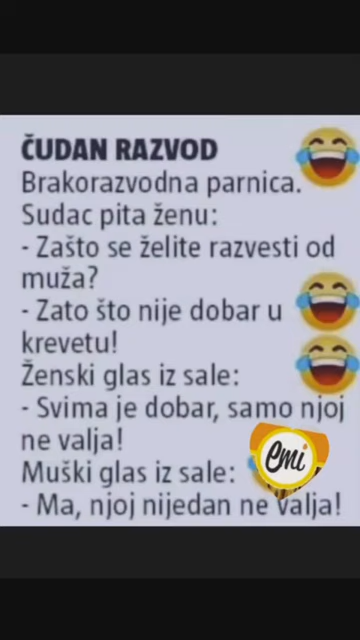 ČUDAN RAZVOD
Brakorazvodna parnica.
Sudac pita ženu:
- Zašto se želite razvesti od
muža?
- Zato što nije dobar u
krevetu!
Ženski glas iz sale:
- Svima je dobar, samo njoj
ne valja!
Muški glas iz sale:
emi
- Ma, njoj nijedan ne valja!